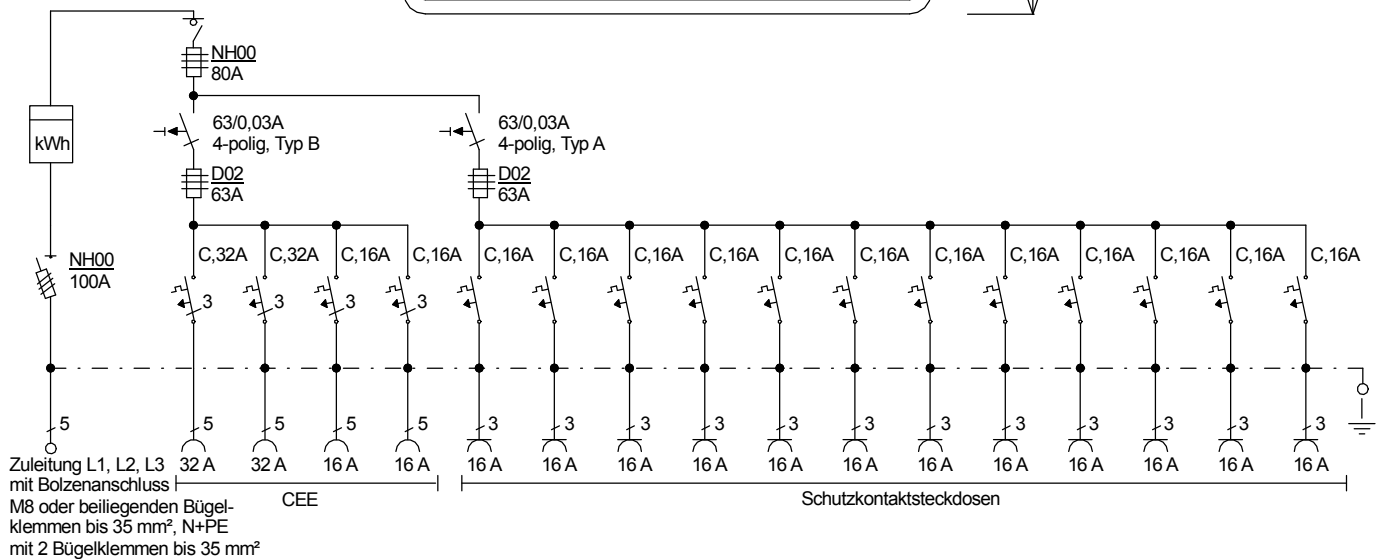 NH00
80A
kWh
63/0,03A
4-polig, Typ B
63/0,03A
4-polig, Typ A
D02
63A
D02
63A
NH00
100A
C,32A C,32A C,16A C,16A C,16A C,16A C,16A C,16A C,16A C,16A C,16A C,16A C,16A C,16A C,16A C,16A
3 3 3 3
5 5 5 5 5 3 3 3 3 3 3 3 3 3 3 3 3
32 A 32 A 16 A 16 A 16 A 16 A 16 A 16 A 16 A 16 A 16 A 16 A 16 A 16 A 16 A 16 A
Zuleitung L1, L2, L3
mit Bolzenanschluss
M8 oder beiliegenden Bügel-
klemmen bis 35 mm², N+PE
mit 2 Bügelklemmen bis 35 mm²
CEE
Schutzkontaktsteckdosen